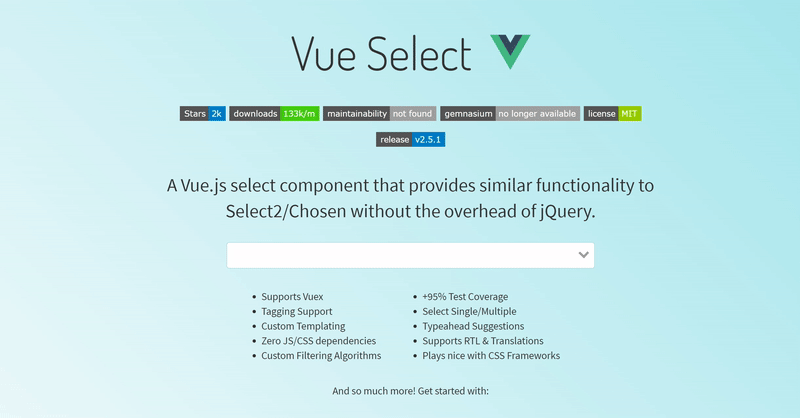 Vue Select
Stars 2k downloads 133k/m maintainability not found gemnasium no longer available license MIT
release v2.5.1
A Vue.js select component that provides similar functionality to
Select2/Chosen without the overhead of jQuery.
Supports Vuex
Tagging Support
Custom Templating
Zero JS/CSS dependencies
Custom Filtering Algorithms
+95% Test Coverage
Select Single/Multiple
Typeahead Suggestions
Supports RTL & Translations
Plays nice with CSS Frameworks
And so much more! Get started with: